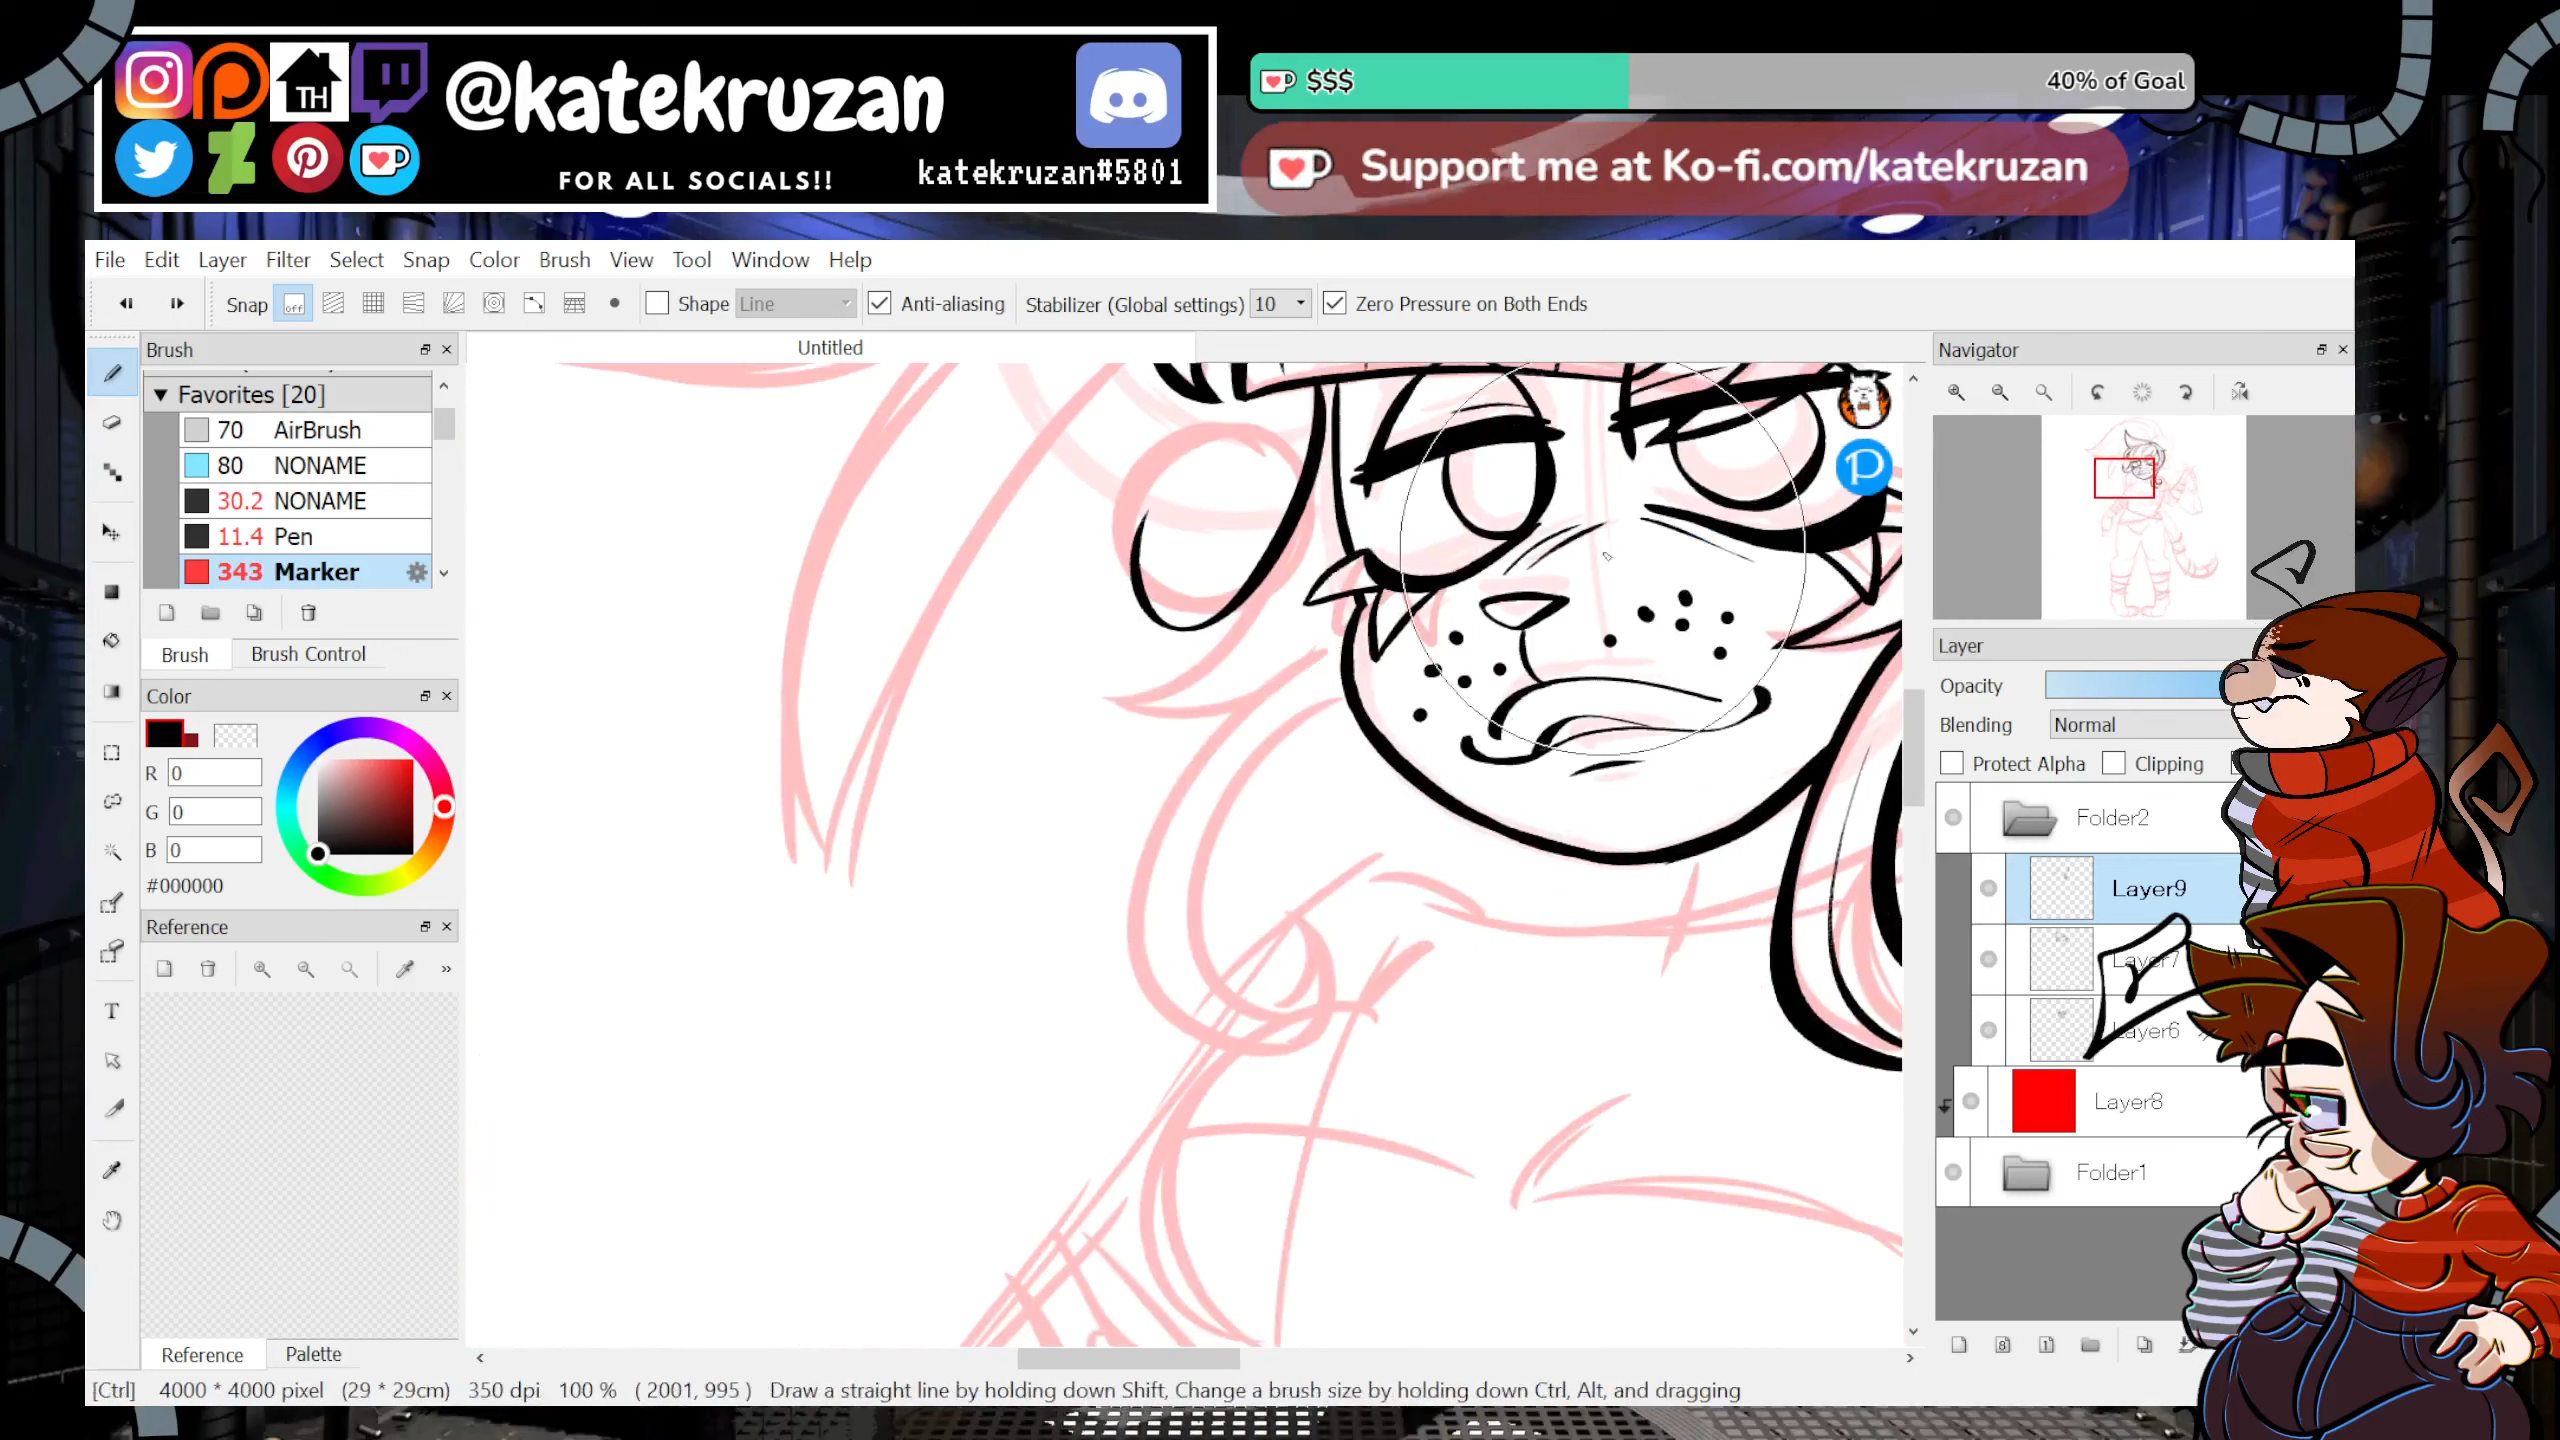 @katekruzan
FOR ALL SOCIALS!!
katekruzan#5801
TH
$$$
40% of Goal
Support me at Ko-fi.com/katekruzan
File Edit Layer Filter Select Snap Color Brush View Tool Window Help
Snap off Shape Line Anti-aliasing Stabilizer (Global settings) 10 Zero Pressure on Both Ends
Brush
Untitled
Navigator
Favorites [20]
70 AirBrush
80 NONAME
30.2 NONAME
11.4 Pen
343 Marker
Brush Brush Control
Color
R 0
G 0
B 0
#000000
Reference
Reference Palette
Layer
Opacity
Blending Normal
Protect Alpha Clipping
Folder2
Layer9
Layer7
Layer6
Layer8
Folder1
[Ctrl] 4000 * 4000 pixel (29 * 29cm) 350 dpi 100 % ( 2001, 995 ) Draw a straight line by holding down Shift, Change a brush size by holding down Ctrl, Alt, and dragging